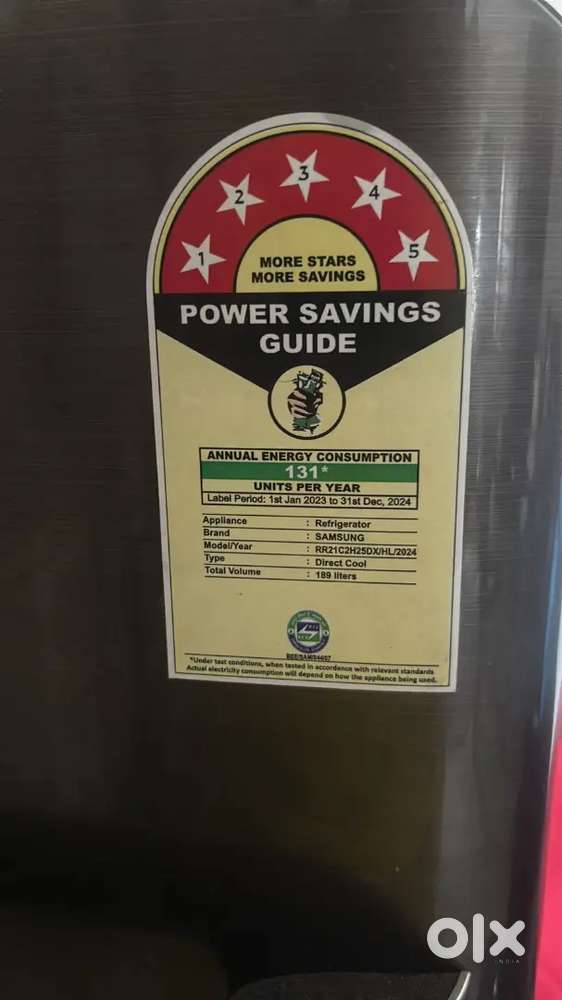 1 2 3 4 5
MORE STARS
MORE SAVINGS
POWER SAVINGS
GUIDE
ANNUAL ENERGY CONSUMPTION
131*
UNITS PER YEAR
Label Period: 1st Jan 2023 to 31st Dec, 2024
Appliance : Refrigerator
Brand : SAMSUNG
Model/Year : RR21C2H25DX/HL/2024
Type : Direct Cool
Total Volume : 189 liters
*Under test conditions, when tested in accordance with relevant standards
Actual electricity consumption will depend on how the appliance being used.
olx
INDIA